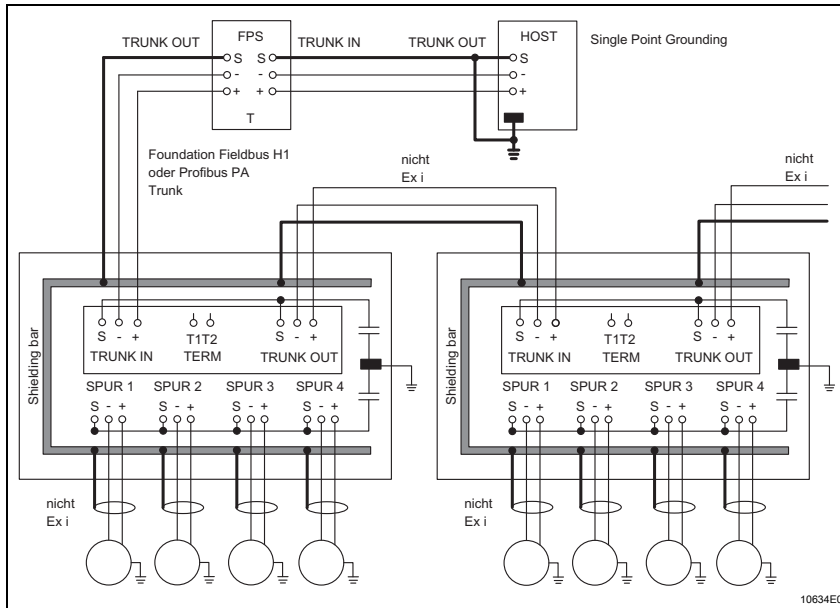 FPS
HOST
TRUNK OUT
TRUNK IN
TRUNK OUT
Single Point Grounding
S S
S
- -
-
+ +
+
T
Foundation Fieldbus H1
oder Profibus PA
Trunk
nicht
Ex i
nicht
Ex i
Shielding bar
S - +
T1T2
S - +
TRUNK IN
TERM
TRUNK OUT
SPUR 1
SPUR 2
SPUR 3
SPUR 4
S - +
S - +
S - +
S - +
nicht
Ex i
Shielding bar
S - +
T1T2
S - +
TRUNK IN
TERM
TRUNK OUT
SPUR 1
SPUR 2
SPUR 3
SPUR 4
S - +
S - +
S - +
S - +
nicht
Ex i